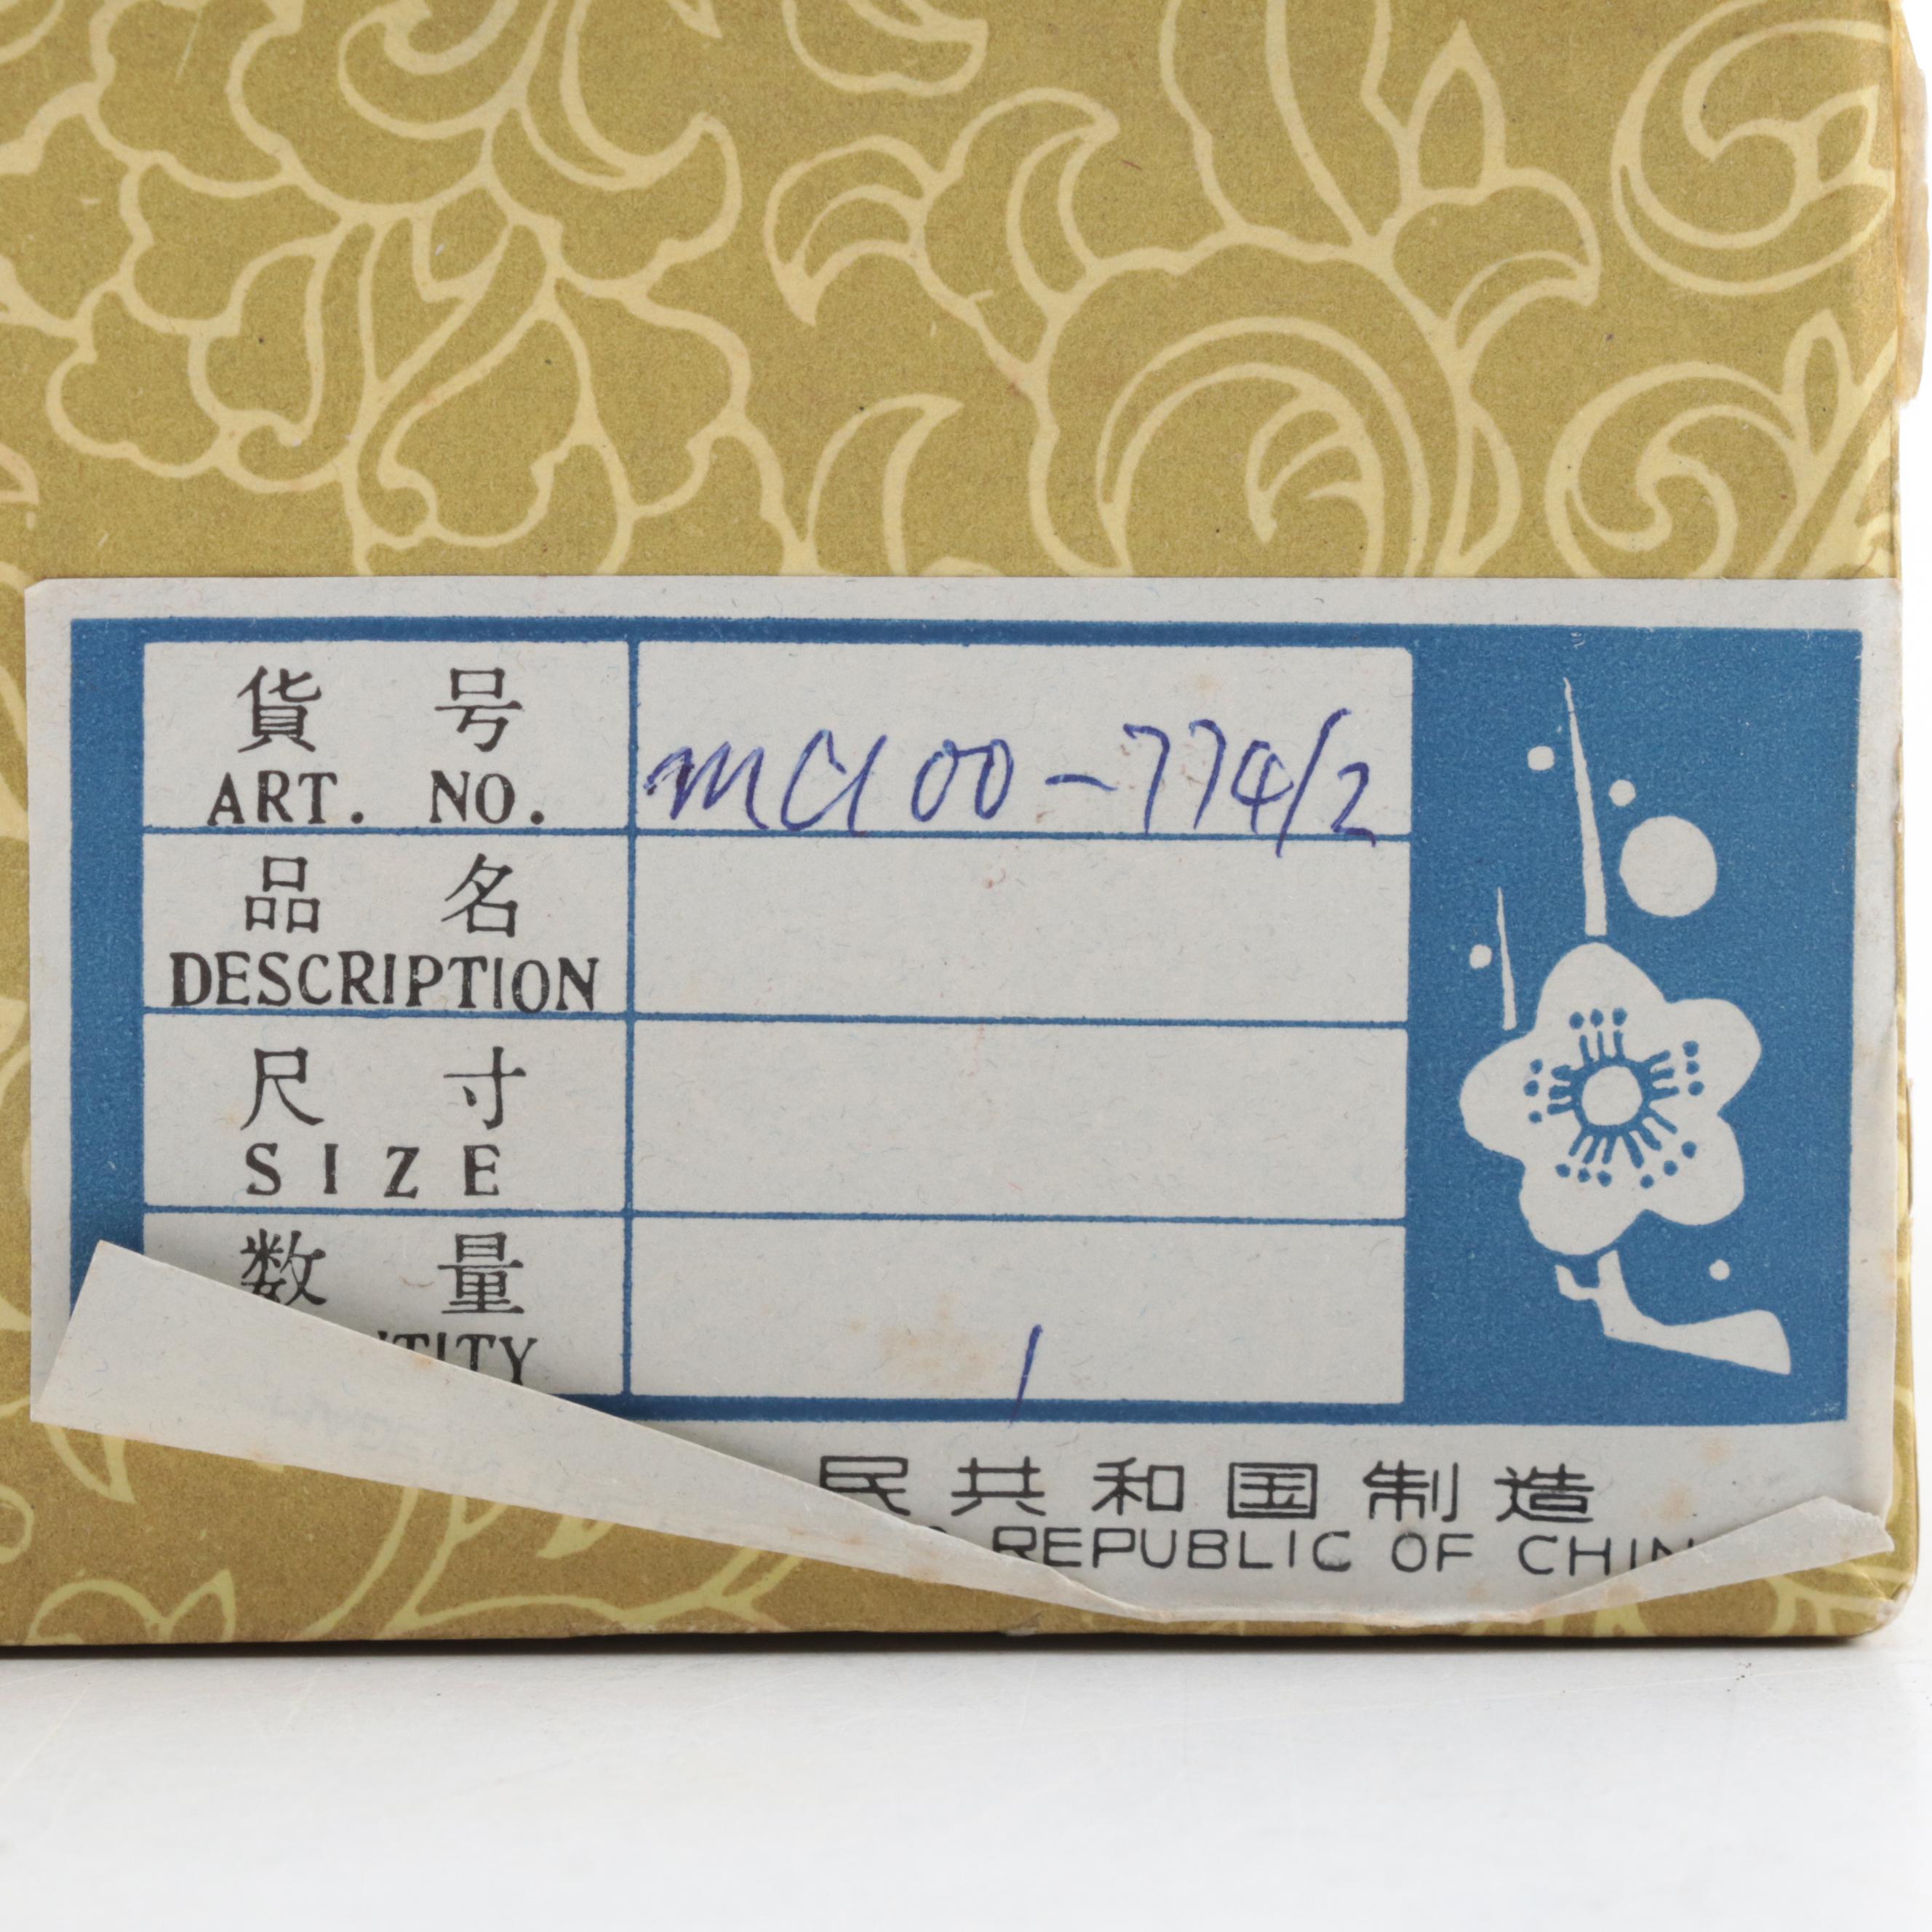 貨 号
ART. NO.
MC100-774/2
品 名
DESCRIPTION
尺 寸
SIZE
数 量
1
民共和国制造
REPUBLIC OF CHIN